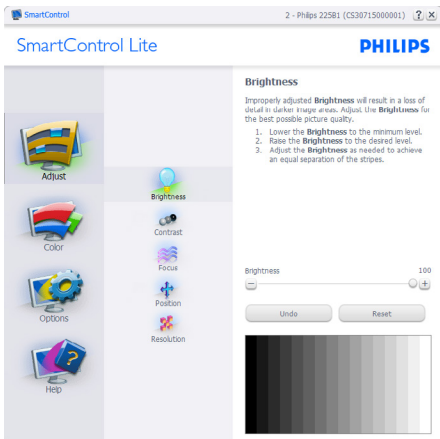 SmartControl
2 - Philips 225B1 (CS30715000001)
SmartControl Lite
PHILIPS
Adjust
Color
Options
Help
Brightness
Contrast
Focus
Position
Resolution
Brightness
Improperly adjusted Brightness will result in a loss of
detail in darker image areas. Adjust the Brightness for
the best possible picture quality.
1. Lower the Brightness to the minimum level.
2. Raise the Brightness to the desired level.
3. Adjust the Brightness as needed to achieve
an equal separation of the stripes.
Brightness 100
Undo Reset